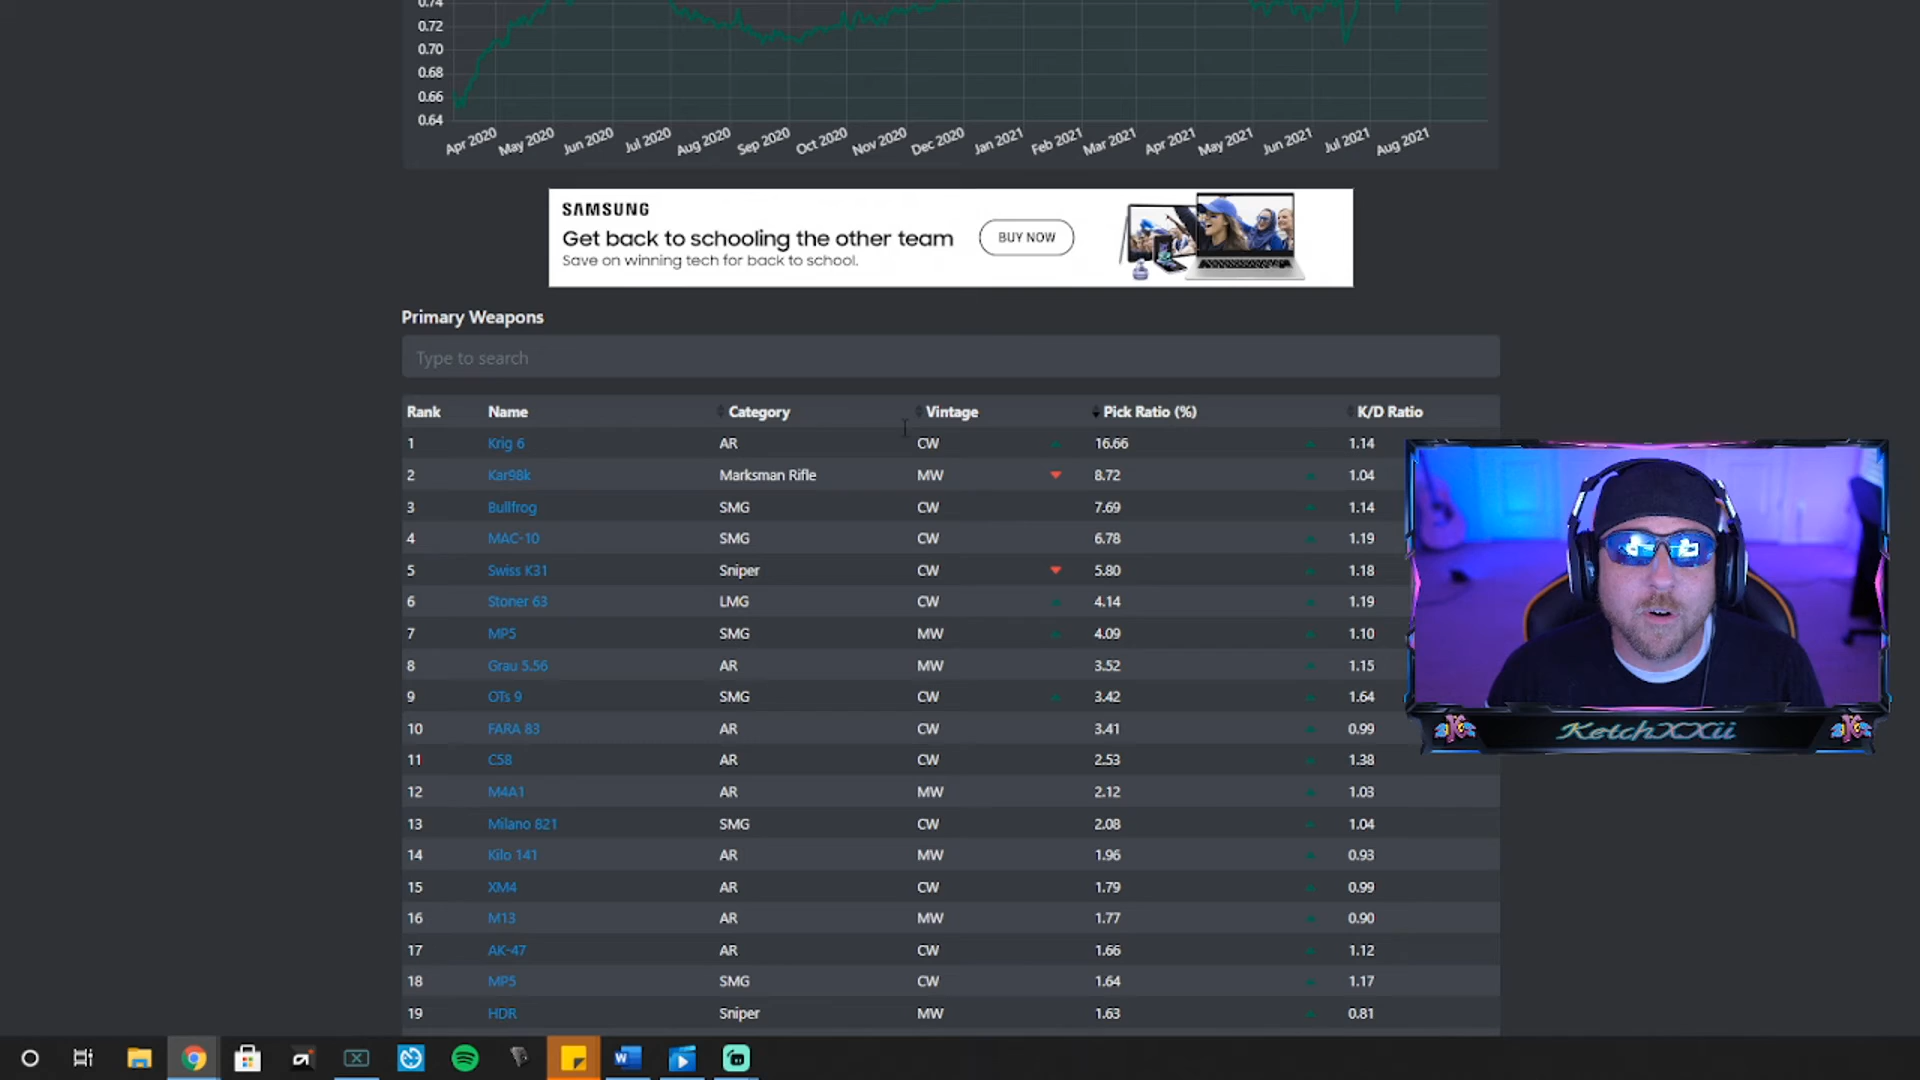 0.74
0.72
0.70
0.68
0.66
0.64
Apr 2020 May 2020 Jun 2020 Jul 2020 Aug 2020 Sep 2020 Oct 2020 Nov 2020 Dec 2020 Jan 2021 Feb 2021 Mar 2021 Apr 2021 May 2021 Jun 2021 Jul 2021 Aug 2021
SAMSUNG
Get back to schooling the other team
Save on winning tech for back to school.
BUY NOW
Primary Weapons
Type to search
Rank Name Category Vintage Pick Ratio (%) K/D Ratio
1 Krig 6 AR CW 16.66 1.14
2 Kar98k Marksman Rifle MW 8.72 1.04
3 Bullfrog SMG CW 7.69 1.14
4 MAC-10 SMG CW 6.78 1.19
5 Swiss K31 Sniper CW 5.80 1.18
6 Stoner 63 LMG CW 4.14 1.19
7 MP5 SMG MW 4.09 1.10
8 Grau 5.56 AR MW 3.52 1.15
9 OTs 9 SMG CW 3.42 1.64
10 FARA 83 AR CW 3.41 0.99
11 C58 AR CW 2.53 1.38
12 M4A1 AR MW 2.12 1.03
13 Milano 821 SMG CW 2.08 1.04
14 Kilo 141 AR MW 1.96 0.93
15 XM4 AR CW 1.79 0.99
16 M13 AR MW 1.77 0.90
17 AK-47 AR CW 1.66 1.12
18 MP5 SMG CW 1.64 1.17
19 HDR Sniper MW 1.63 0.81
KetchXXii